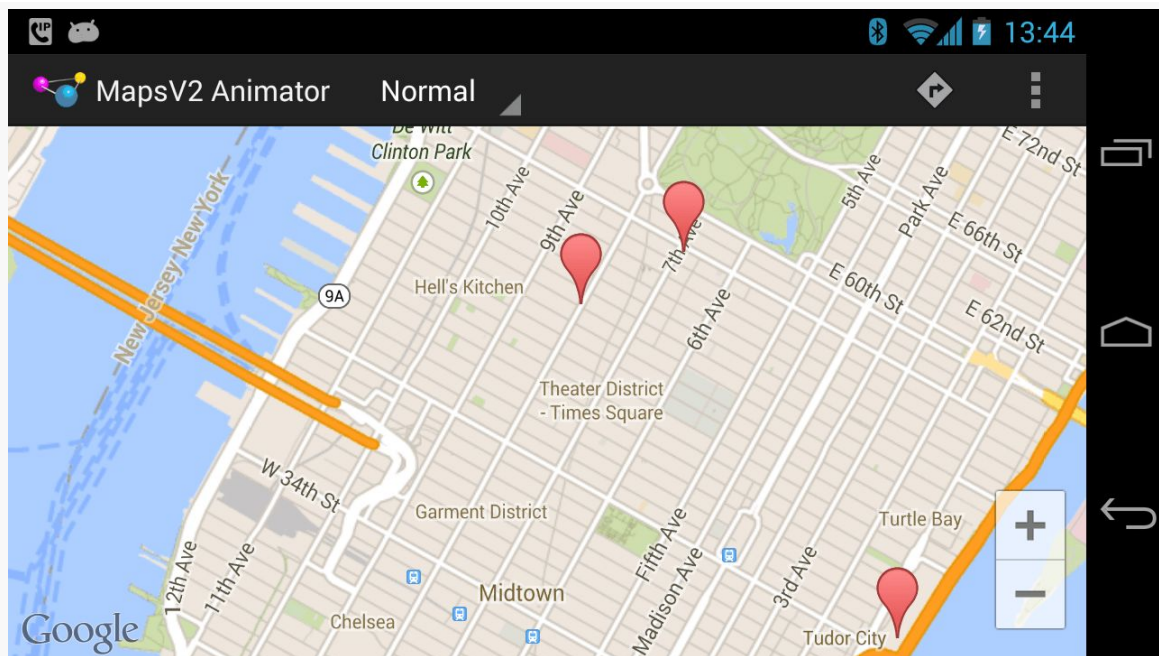 IP
13:44
MapsV2 Animator
Normal
De Witt
Clinton Park
10th Ave
9th Ave
7th Ave
5th Ave
Park Ave
E 72nd St
E 66th St
E 60th St
E 62nd St
6th Ave
New Jersey
New York
9A
Hell's Kitchen
Theater District
- Times Square
W 34th St
Garment District
Turtle Bay
Fifth Ave
Madison Ave
3rd Ave
12th Ave
11th Ave
Midtown
Chelsea
Tudor City
Google
+
−